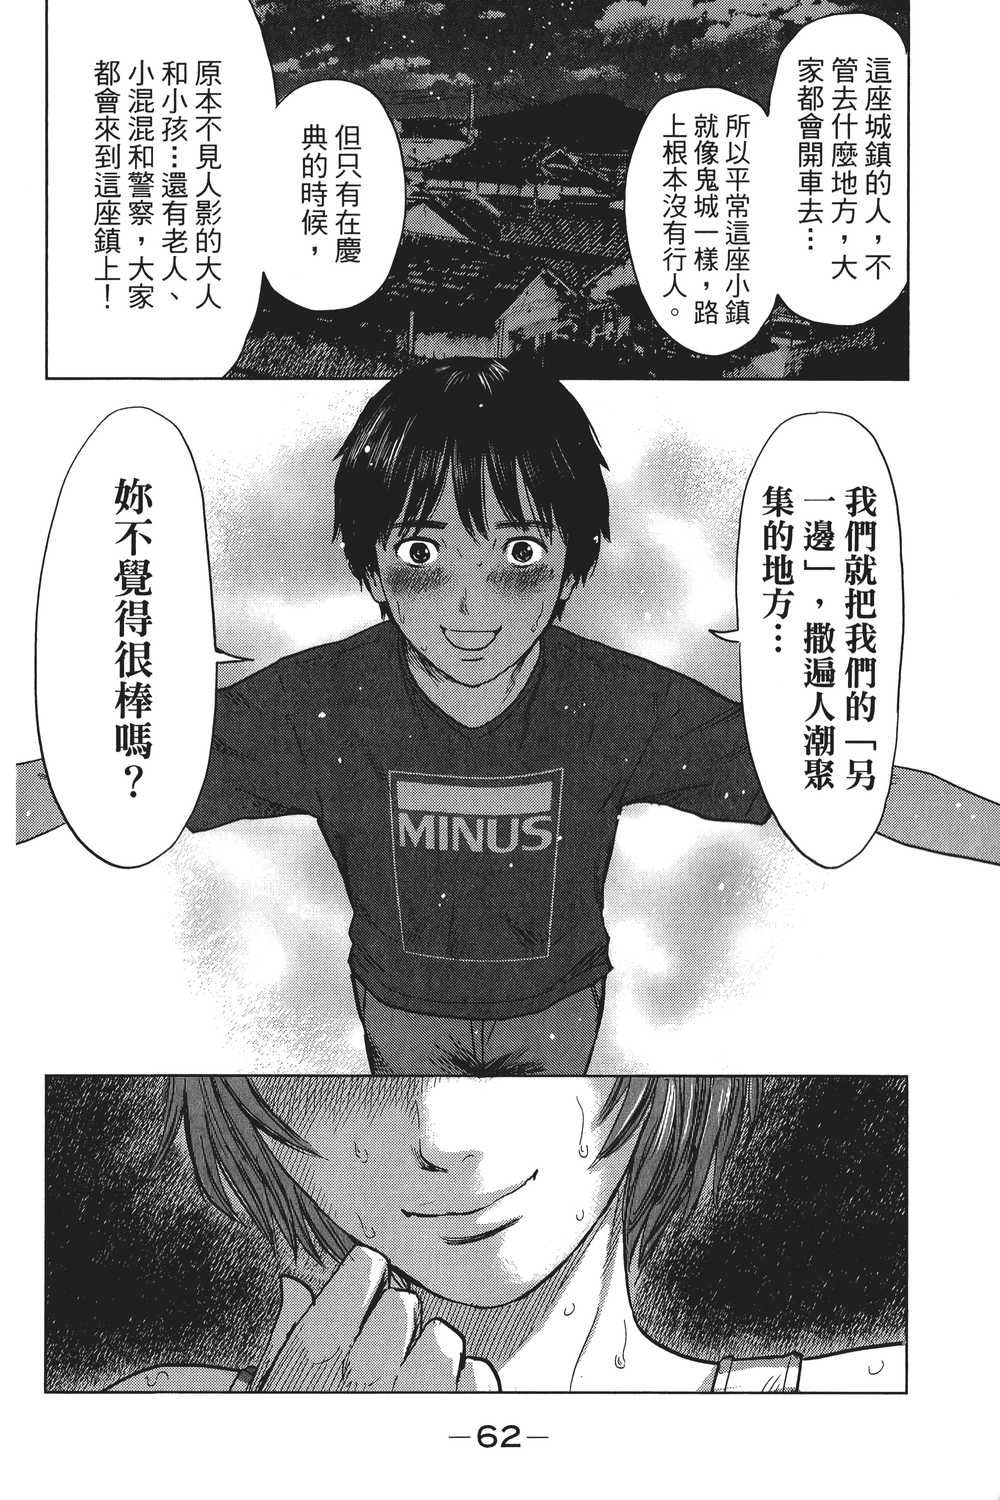 這座城鎮的人，不
管去什麼地方，大
家都會開車去…
所以平常這座小鎮
就像鬼城一樣，路
上根本沒有行人。
但只有在慶
典的時候，
原本不見人影的大人
和小孩…還有老人、
小混混和警察，大家
都會來到這座鎮上！
我們就把我們的「另
一邊」，撒遍人潮聚
集的地方…
妳不覺得很棒嗎？
MINUS
—62—